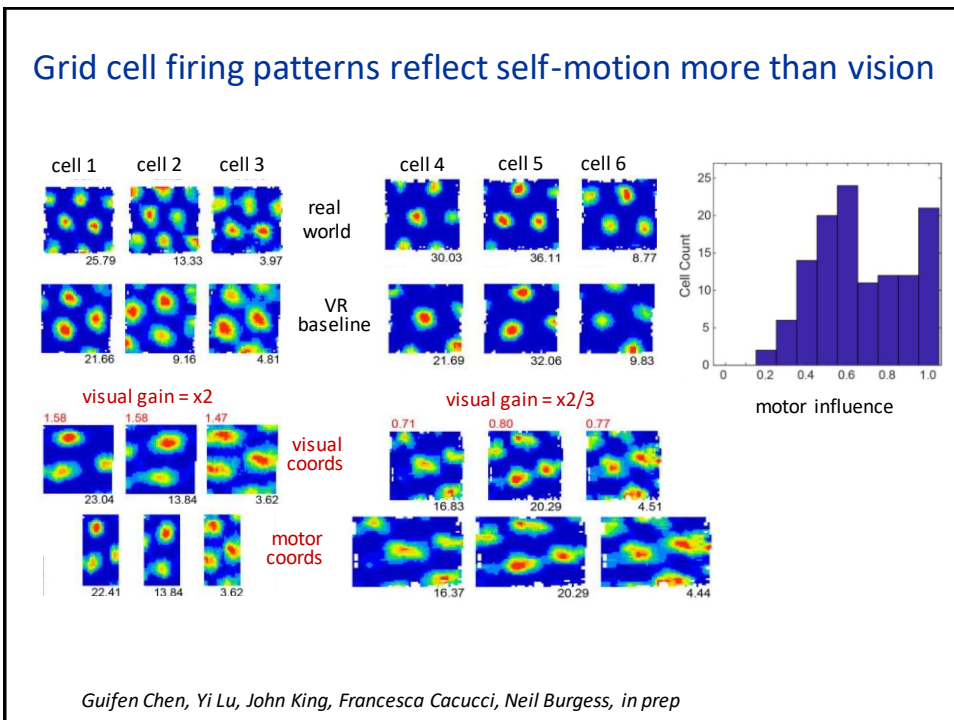 Grid cell firing patterns reflect self-motion more than vision
cell 1 cell 2 cell 3
cell 4 cell 5 cell 6
real
world
25.79 13.33 3.97
30.03 36.11 8.77
VR
baseline
21.66 9.16 4.81
21.69 32.06 9.83
visual gain = x2
visual gain = x2/3
1.58 1.58 1.47
0.71 0.80 0.77
visual
coords
23.04 13.84 3.62
16.83 20.29 4.51
motor
coords
22.41 13.84 3.62
16.37 20.29 4.44
Cell Count
25
20
15
10
5
0
0 0.2 0.4 0.6 0.8 1.0
motor influence
Guifen Chen, Yi Lu, John King, Francesca Cacucci, Neil Burgess, in prep